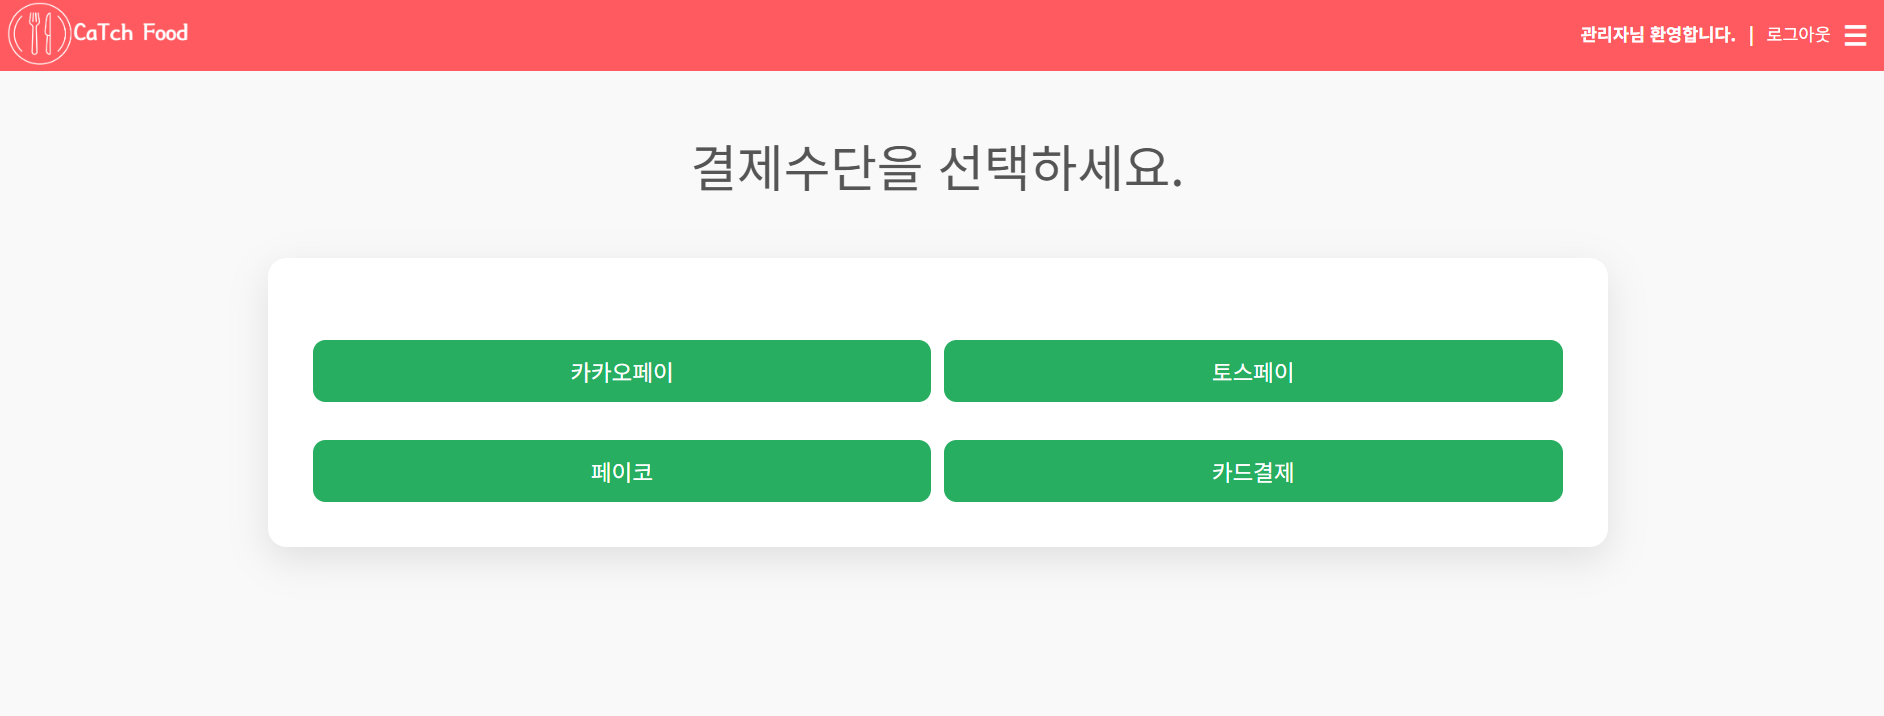 CaTch Food
관리자님 환영합니다. | 로그아웃
결제수단을 선택하세요.
카카오페이 토스페이
페이코 카드결제